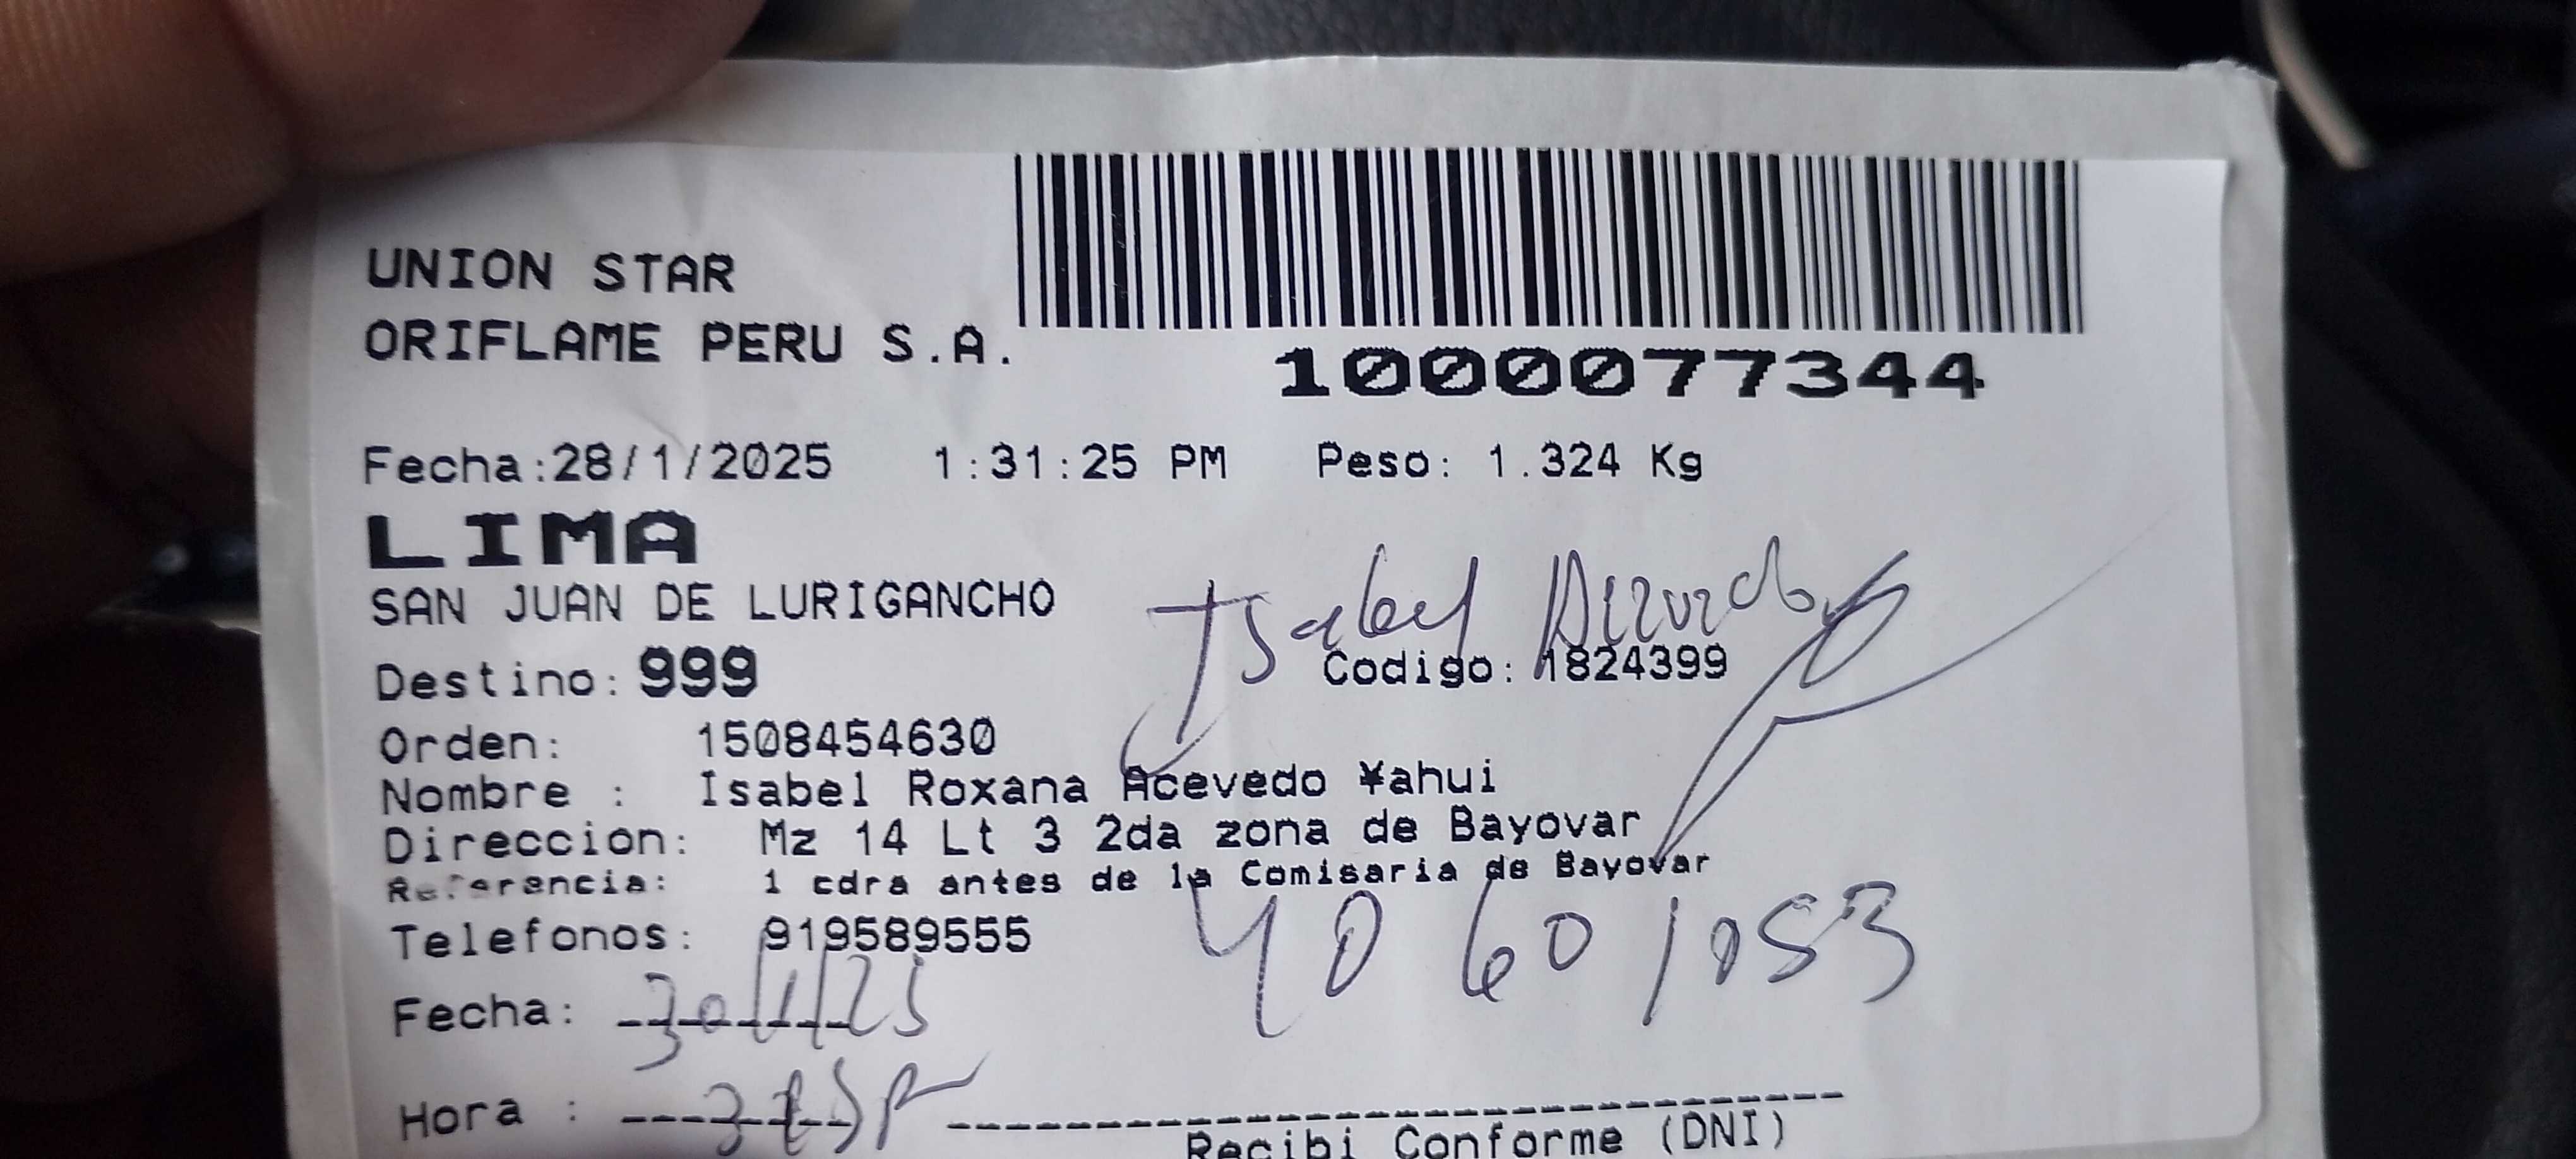 UNION STAR
ORIFLAME PERU S.A.
1000077344
Fecha:28/1/2025 1:31:25 PM Peso: 1.324 Kg
LIMA
SAN JUAN DE LURIGANCHO
Isabel
Destino: 999 Codigo: 1824399
Orden: 1508454630
Nombre : Isabel Roxana Acevedo ¥ahui
Direccion: Mz 14 Lt 3 2da zona de Bayovar
Referencia: 1 cdra antes de la Comisaria de Bayovar
Telefonos: 919589555
40601053
Fecha: 30/1/25
Hora :
Recibi Conforme (DNI)